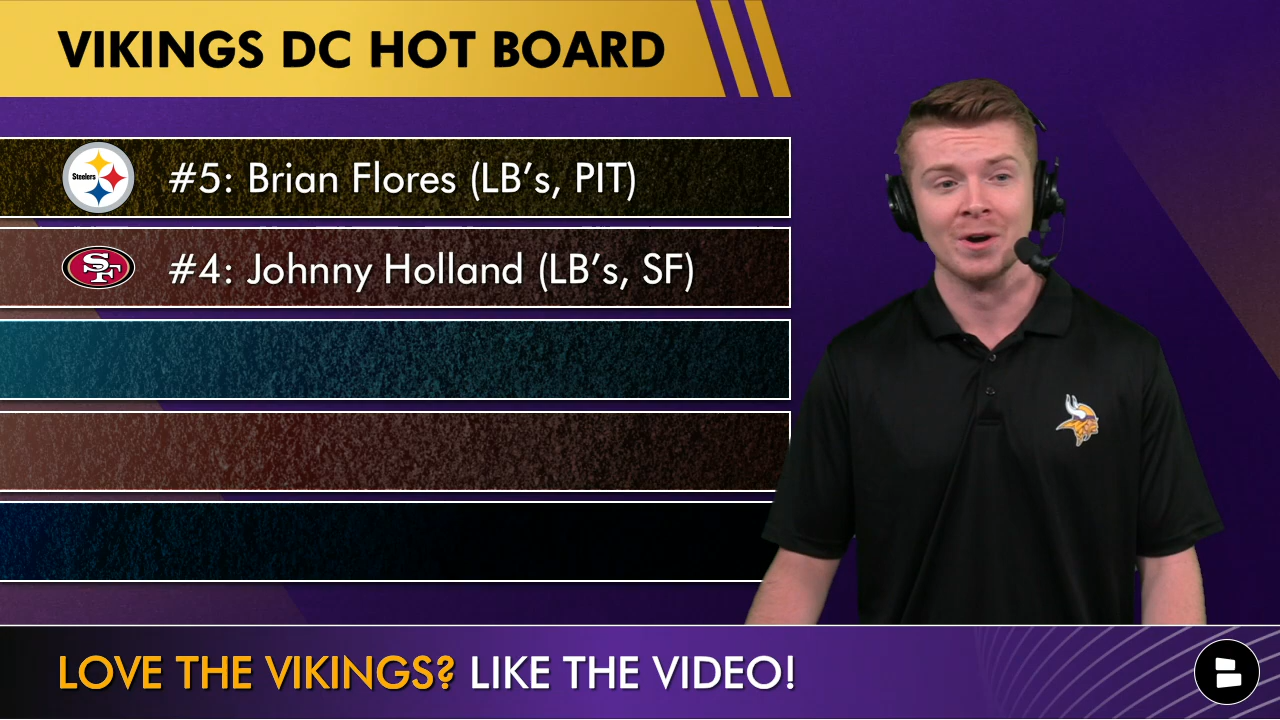 VIKINGS DC HOT BOARD
Steelers
#5: Brian Flores (LB's, PIT)
SF
#4: Johnny Holland (LB's, SF)
LOVE THE VIKINGS? LIKE THE VIDEO!